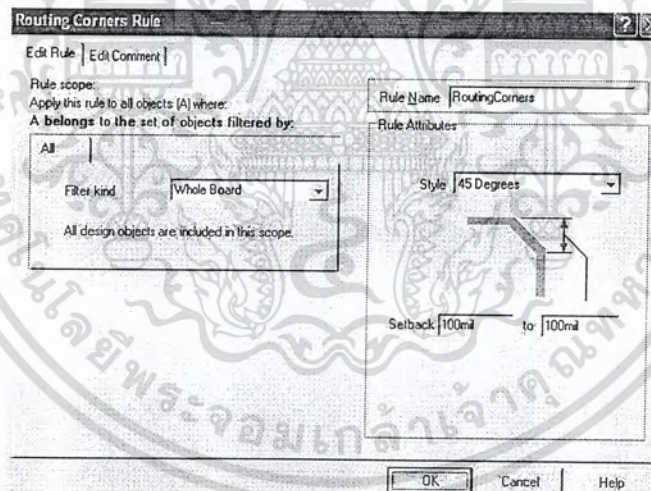 Routing Corners Rule
Edit Rule Edit Comment
Rule scope:
Apply this rule to all objects (A) where:
A belongs to the set of objects filtered by:
All
Filter kind Whole Board
All design objects are included in this scope.
Rule Name RoutingCorners
Rule Attributes
Style 45 Degrees
Setback 100mil to 100mil
OK Cancel Help